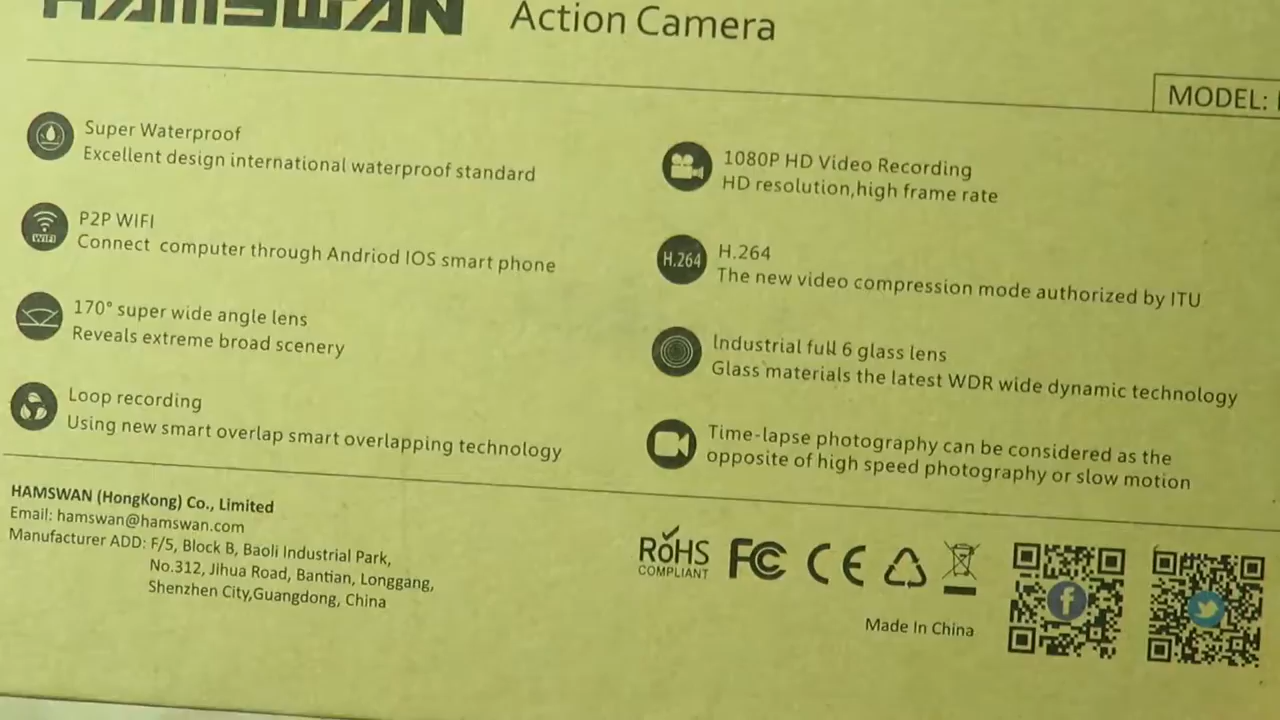 HAMSWAN Action Camera
MODEL:
Super Waterproof
Excellent design international waterproof standard
P2P WIFI
WIFI
Connect computer through Andriod IOS smart phone
170° super wide angle lens
Reveals extreme broad scenery
Loop recording
Using new smart overlap smart overlapping technology
1080P HD Video Recording
HD resolution,high frame rate
H.264
H.264
The new video compression mode authorized by ITU
Industrial full 6 glass lens
Glass materials the latest WDR wide dynamic technology
Time-lapse photography can be considered as the
opposite of high speed photography or slow motion
HAMSWAN (HongKong) Co., Limited
Email: hamswan@hamswan.com
Manufacturer ADD: F/5, Block B, Baoli Industrial Park,
No.312, Jihua Road, Bantian, Longgang,
Shenzhen City,Guangdong, China
RoHS
COMPLIANT
FC CE
Made In China